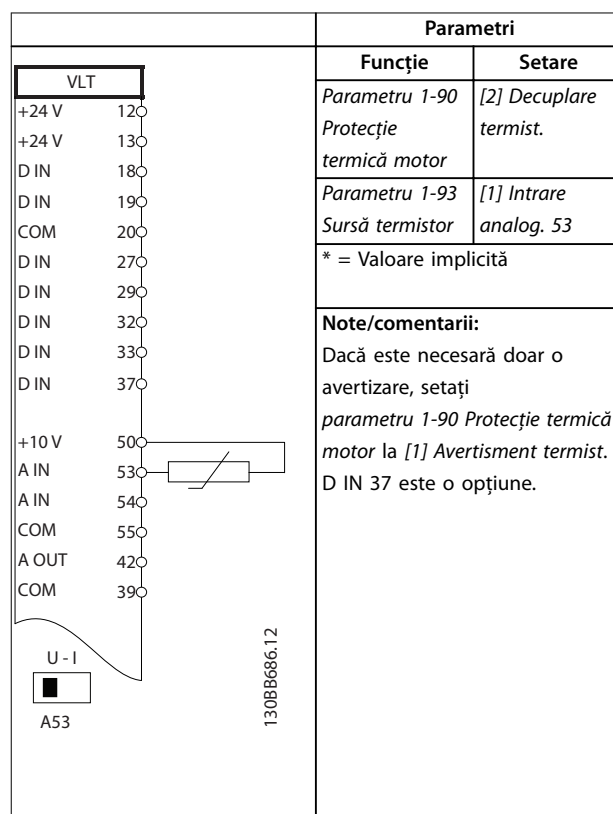 VLT
+24 V 12
+24 V 13
D IN 18
D IN 19
COM 20
D IN 27
D IN 29
D IN 32
D IN 33
D IN 37
+10 V 50
A IN 53
A IN 54
COM 55
A OUT 42
COM 39
U - I
A53
130BB686.12
Parametri
Funcție Setare
Parametru 1-90 [2] Decuplare
Protecție termist.
termică motor
Parametru 1-93 [1] Intrare
Sursă termistor analog. 53
* = Valoare implicită
Note/comentarii:
Dacă este necesară doar o
avertizare, setați
parametru 1-90 Protecție termică
motor la [1] Avertisment termist.
D IN 37 este o opțiune.